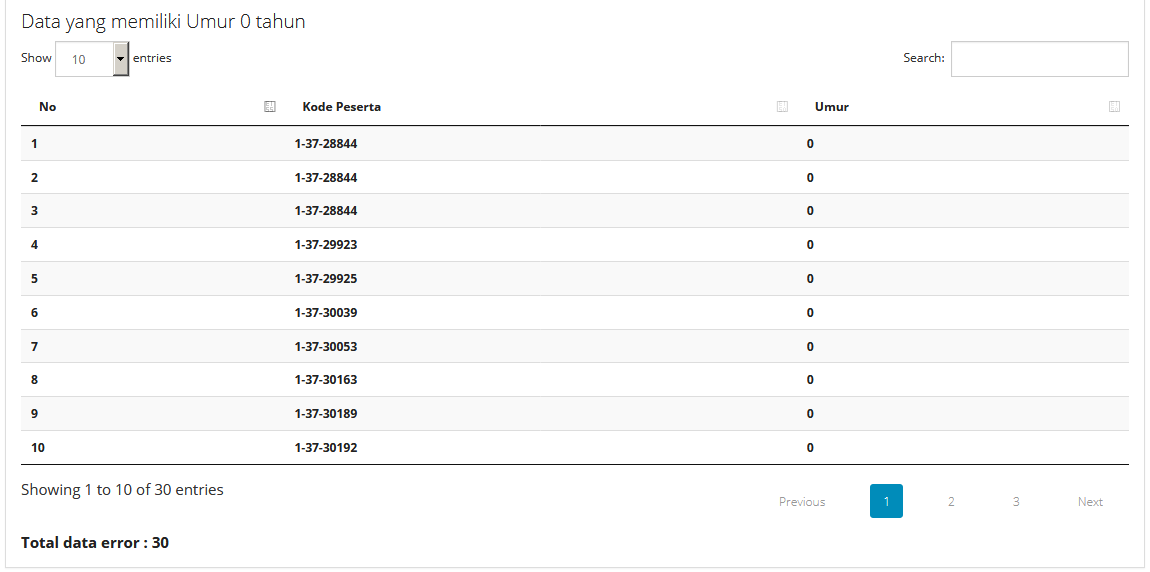 Data yang memiliki Umur 0 tahun
Show 10 entries Search:
No Kode Peserta Umur
1 1-37-28844 0
2 1-37-28844 0
3 1-37-28844 0
4 1-37-29923 0
5 1-37-29925 0
6 1-37-30039 0
7 1-37-30053 0
8 1-37-30163 0
9 1-37-30189 0
10 1-37-30192 0
Showing 1 to 10 of 30 entries
Previous 1 2 3 Next
Total data error : 30